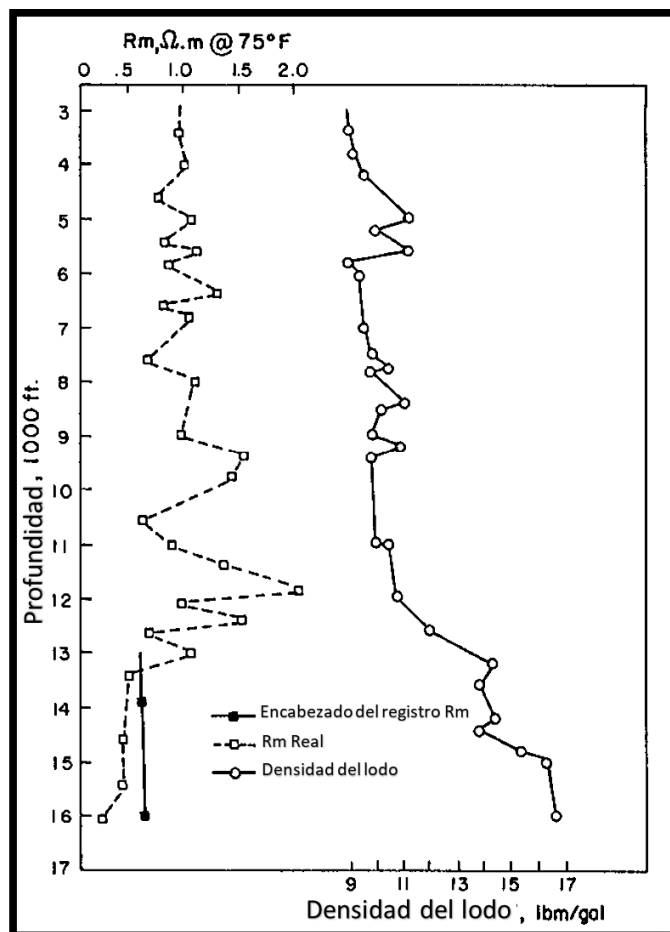 Rm,Ω.m @ 75°F
0 .5 1.0 1.5 2.0
3
4
5
6
7
8
9
10
11
12
13
14
15
16
17
Profundidad, 1000 ft.
Encabezado del registro Rm
Rm Real
Densidad del lodo
9 11 13 15 17
Densidad del lodo , lbm/gal